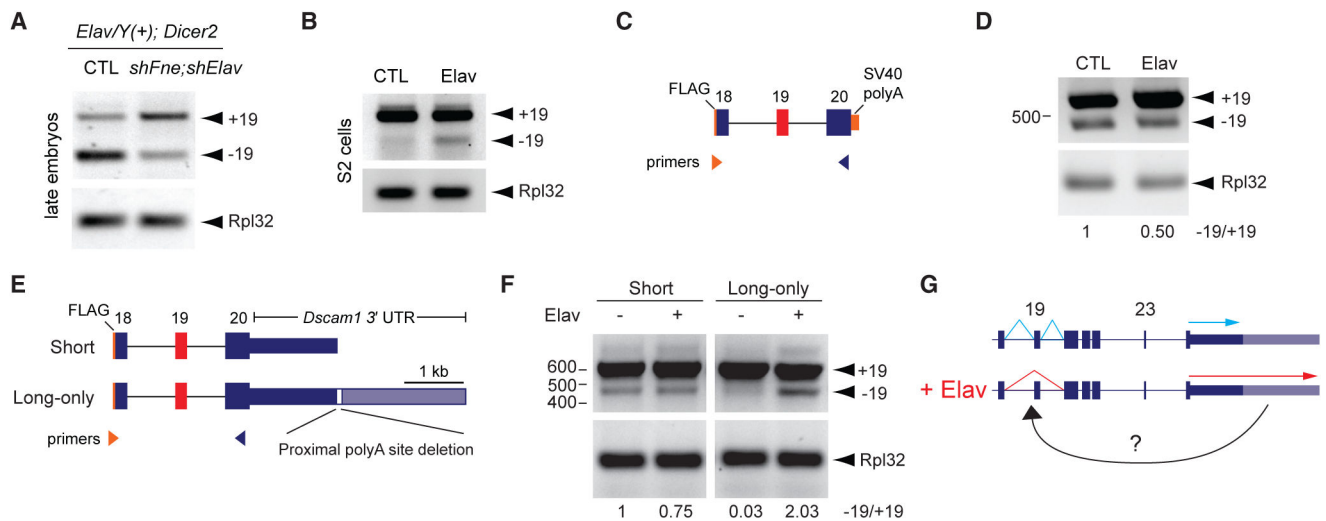 A
Elav/Y(+); Dicer2
CTL shFne;shElav
+19
-19
Rpl32
late embryos
B
CTL Elav
+19
-19
Rpl32
S2 cells
C
FLAG 18 19 20 SV40 polyA
primers
D
CTL Elav
500
+19
-19
Rpl32
1 0.50 -19/+19
E
FLAG 18 19 20 Dscam1 3′ UTR
Short
1 kb
Long-only
primers
Proximal polyA site deletion
F
Short Long-only
Elav - + - +
600
500
400
+19
-19
Rpl32
1 0.75 0.03 2.03 -19/+19
G
19 23
+ Elav
?